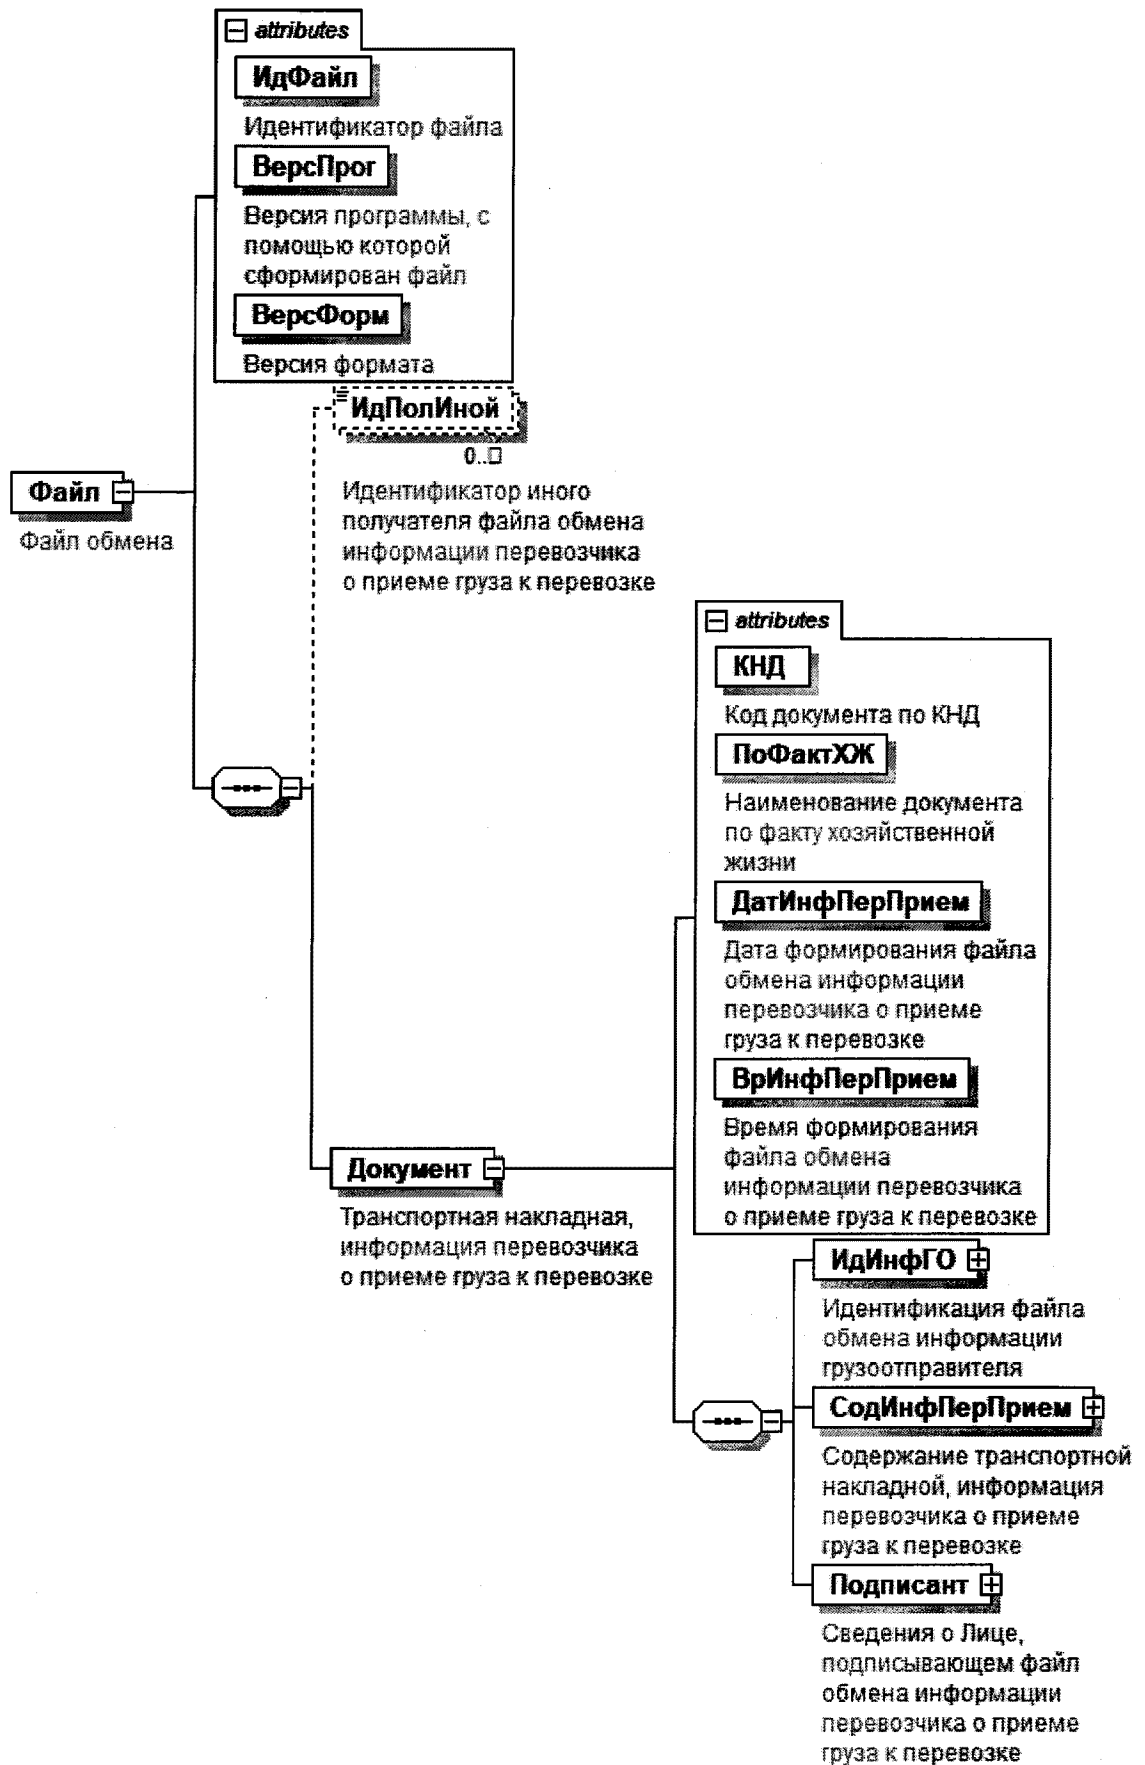 attributes
ИдФайл
Идентификатор файла
ВерсПрог
Версия программы, с
помощью которой
сформирован файл
ВерсФорм
Версия формата
ИдПолИной
0..□
Идентификатор иного
получателя файла обмена
информации перевозчика
о приеме груза к перевозке
Файл
Файл обмена
attributes
КНД
Код документа по КНД
ПоФактХЖ
Наименование документа
по факту хозяйственной
жизни
ДатИнфПерПрием
Дата формирования файла
обмена информации
перевозчика о приеме
груза к перевозке
ВрИнфПерПрием
Время формирования
файла обмена
информации перевозчика
о приеме груза к перевозке
Документ
Транспортная накладная,
информация перевозчика
о приеме груза к перевозке
ИдИнфГО
Идентификация файла
обмена информации
грузоотправителя
СодИнфПерПрием
Содержание транспортной
накладной, информация
перевозчика о приеме
груза к перевозке
Подписант
Сведения о Лице,
подписывающем файл
обмена информации
перевозчика о приеме
груза к перевозке